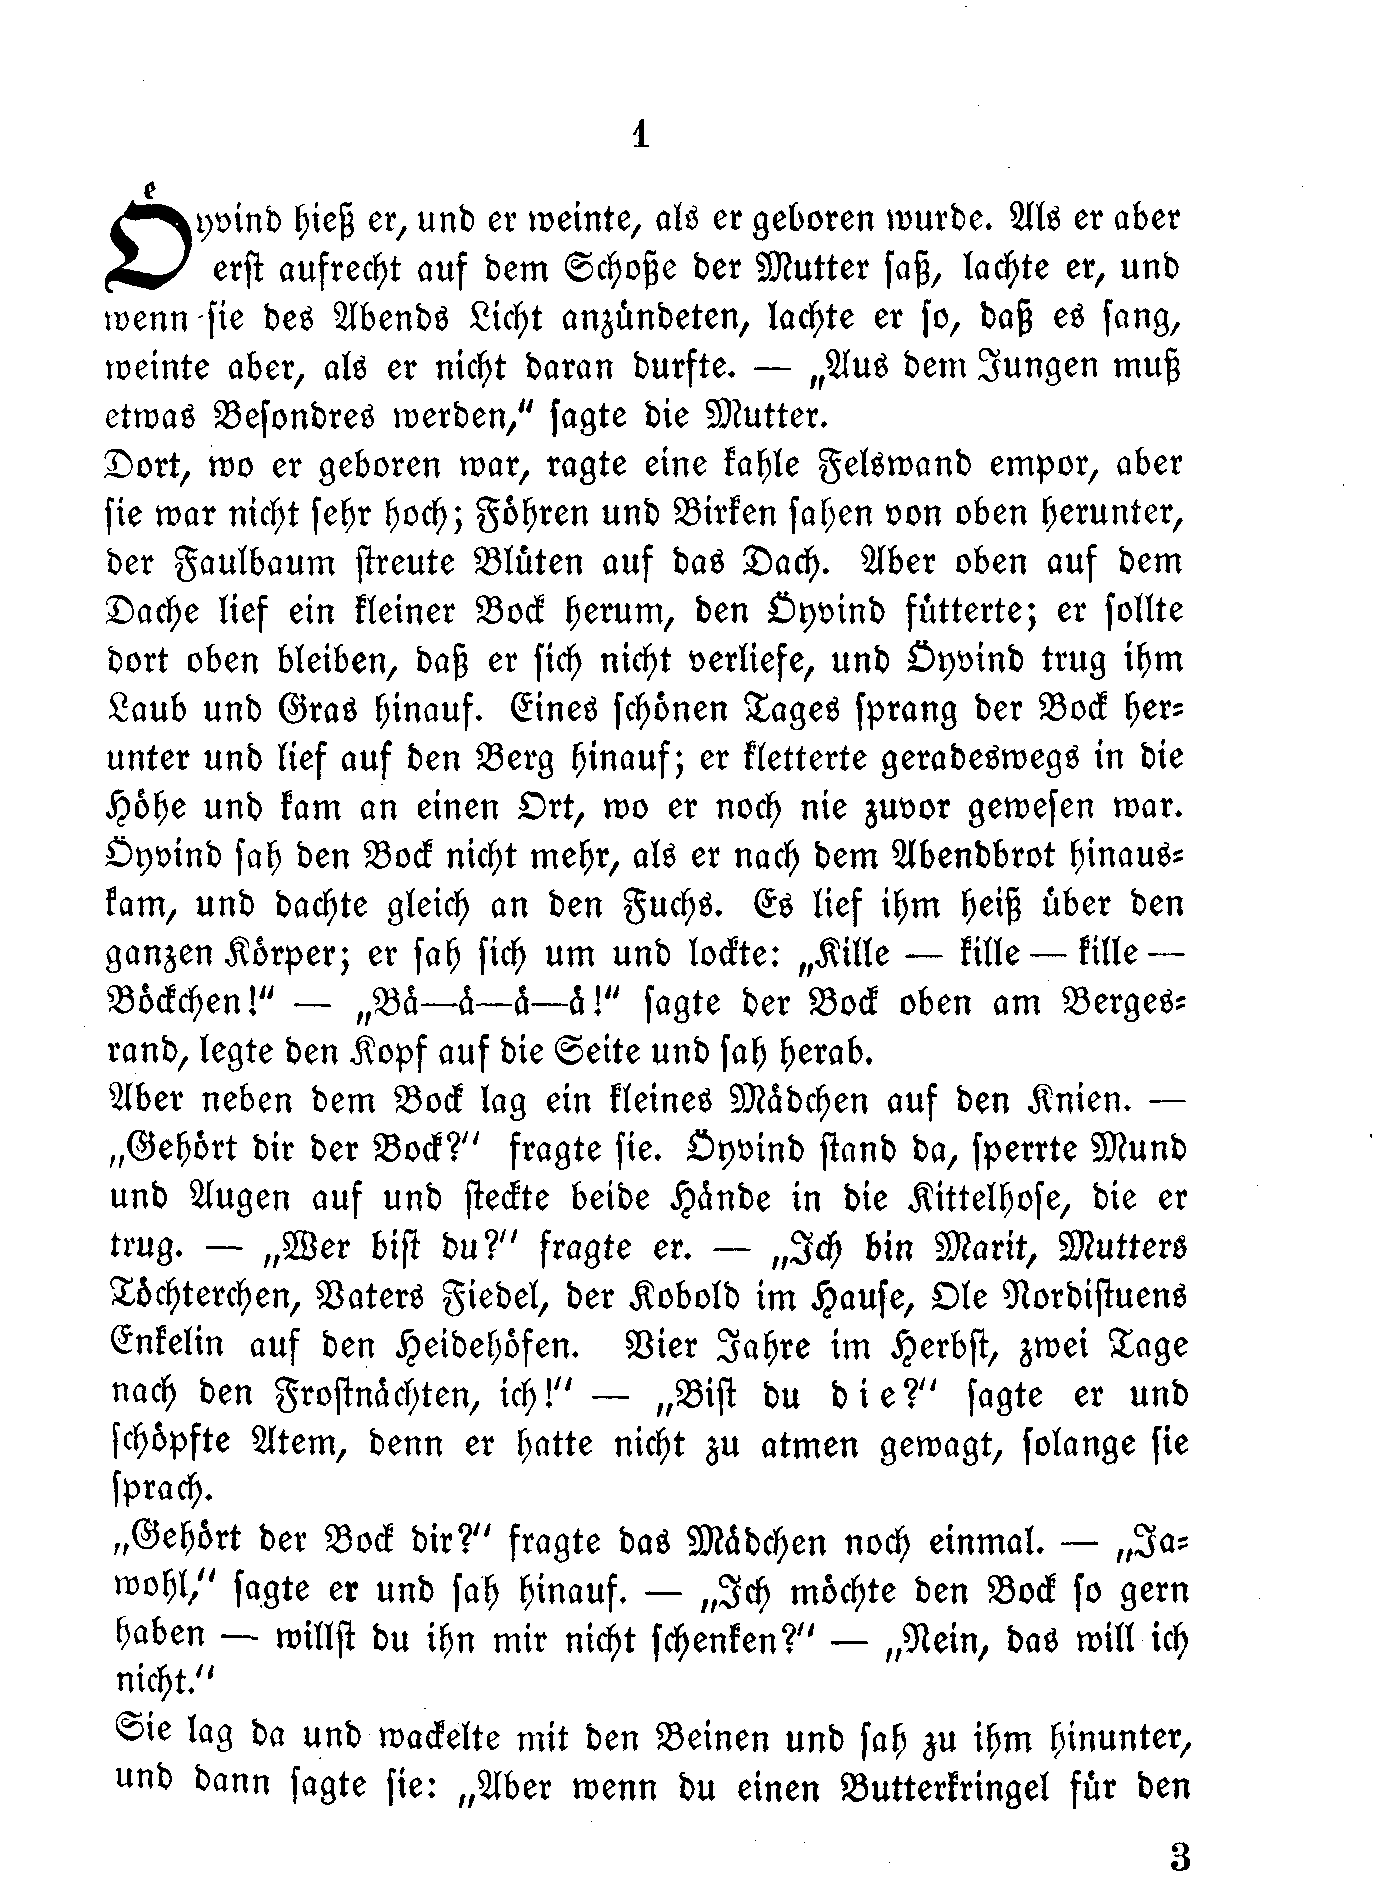 1
Öyvind hieß er, und er weinte, als er geboren wurde. Als er aber
erst aufrecht auf dem Schoße der Mutter saß, lachte er, und
wenn sie des Abends Licht anzündeten, lachte er so, daß es sang,
weinte aber, als er nicht daran durfte. — „Aus dem Jungen muß
etwas Besondres werden,“ sagte die Mutter.
Dort, wo er geboren war, ragte eine kahle Felswand empor, aber
sie war nicht sehr hoch; Föhren und Birken sahen von oben herunter,
der Faulbaum streute Blüten auf das Dach. Aber oben auf dem
Dache lief ein kleiner Bock herum, den Öyvind fütterte; er sollte
dort oben bleiben, daß er sich nicht verliefe, und Öyvind trug ihm
Laub und Gras hinauf. Eines schönen Tages sprang der Bock her-
unter und lief auf den Berg hinauf; er kletterte geradeswegs in die
Höhe und kam an einen Ort, wo er noch nie zuvor gewesen war.
Öyvind sah den Bock nicht mehr, als er nach dem Abendbrot hinaus-
kam, und dachte gleich an den Fuchs. Es lief ihm heiß über den
ganzen Körper; er sah sich um und lockte: „Kille — kille — kille —
Böckchen!“ — „Bä—ä—ä—ä!“ sagte der Bock oben am Berges-
rand, legte den Kopf auf die Seite und sah herab.
Aber neben dem Bock lag ein kleines Mädchen auf den Knien. —
„Gehört dir der Bock?“ fragte sie. Öyvind stand da, sperrte Mund
und Augen auf und steckte beide Hände in die Kittelhose, die er
trug. — „Wer bist du?“ fragte er. — „Ich bin Marit, Mutters
Töchterchen, Vaters Fiedel, der Kobold im Hause, Ole Nordistuens
Enkelin auf den Heidehöfen. Vier Jahre im Herbst, zwei Tage
nach den Frostnächten, ich!“ — „Bist du die?“ sagte er und
schöpfte Atem, denn er hatte nicht zu atmen gewagt, solange sie
sprach.
„Gehört der Bock dir?“ fragte das Mädchen noch einmal. — „Ja-
wohl,“ sagte er und sah hinauf. — „Ich möchte den Bock so gern
haben — willst du ihn mir nicht schenken?“ — „Nein, das will ich
nicht.“
Sie lag da und wackelte mit den Beinen und sah zu ihm hinunter,
und dann sagte sie: „Aber wenn du einen Butterkringel für den
3